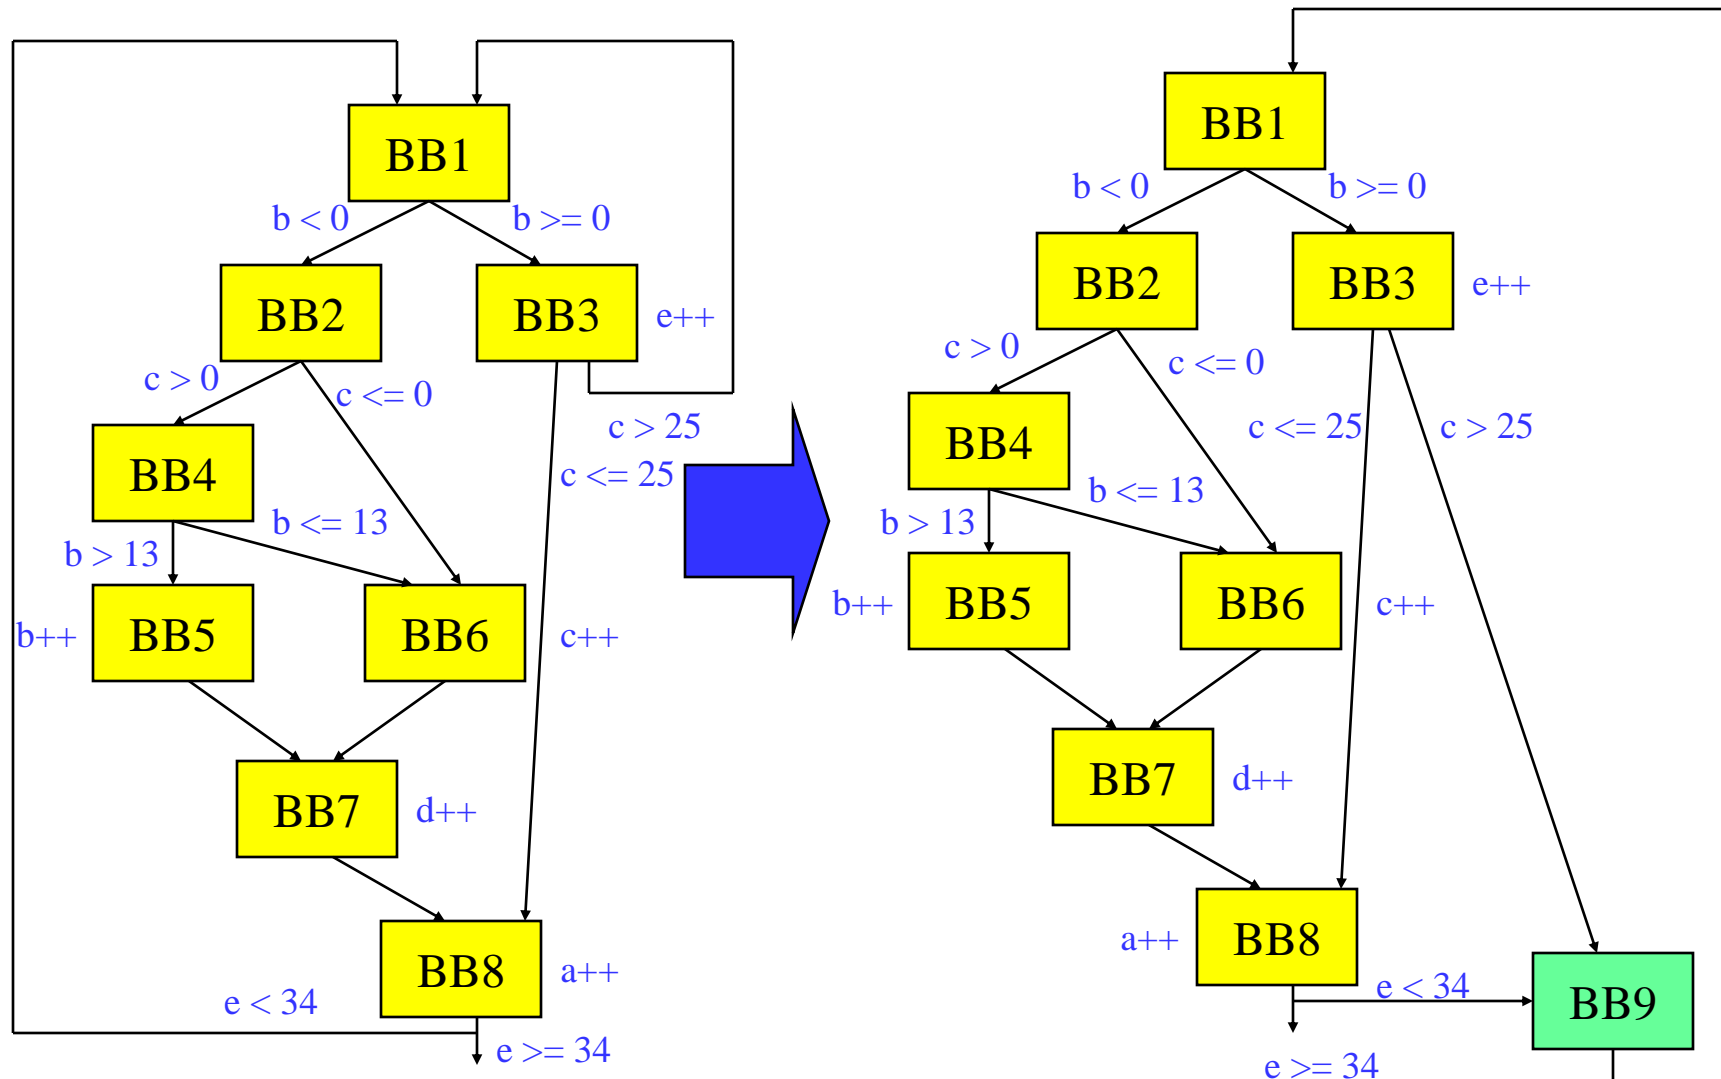 BB1
b < 0
b >= 0
BB2
BB3
e++
c > 0
c <= 0
c > 25
BB4
c <= 25
b <= 13
b > 13
b++
BB5
BB6
c++
BB7
d++
BB8
a++
e < 34
e >= 34
BB1
b < 0
b >= 0
BB2
BB3
e++
c > 0
c <= 0
BB4
c <= 25
c > 25
b <= 13
b > 13
b++
BB5
BB6
c++
BB7
d++
a++
BB8
e < 34
BB9
e >= 34